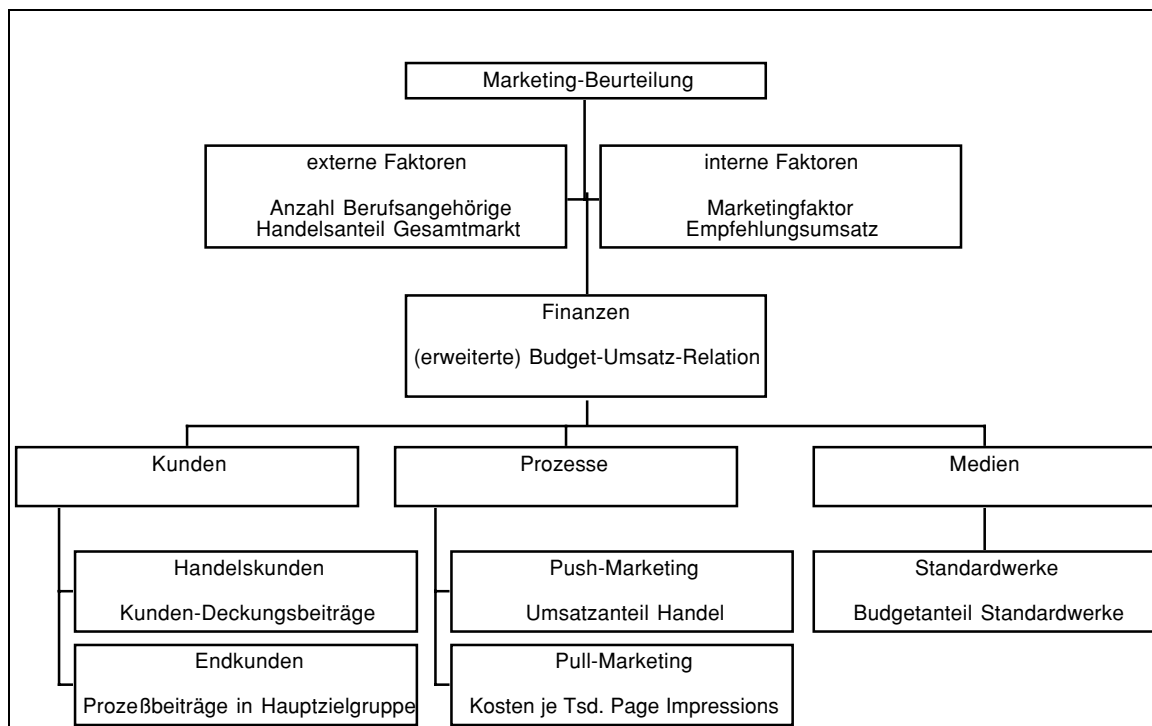 Marketing-Beurteilung
externe Faktoren
Anzahl Berufsangehörige
Handelsanteil Gesamtmarkt
interne Faktoren
Marketingfaktor
Empfehlungsumsatz
Finanzen
(erweiterte) Budget-Umsatz-Relation
Kunden
Prozesse
Medien
Handelskunden
Kunden-Deckungsbeiträge
Push-Marketing
Umsatzanteil Handel
Standardwerke
Budgetanteil Standardwerke
Endkunden
Prozeßbeiträge in Hauptzielgruppe
Pull-Marketing
Kosten je Tsd. Page Impressions